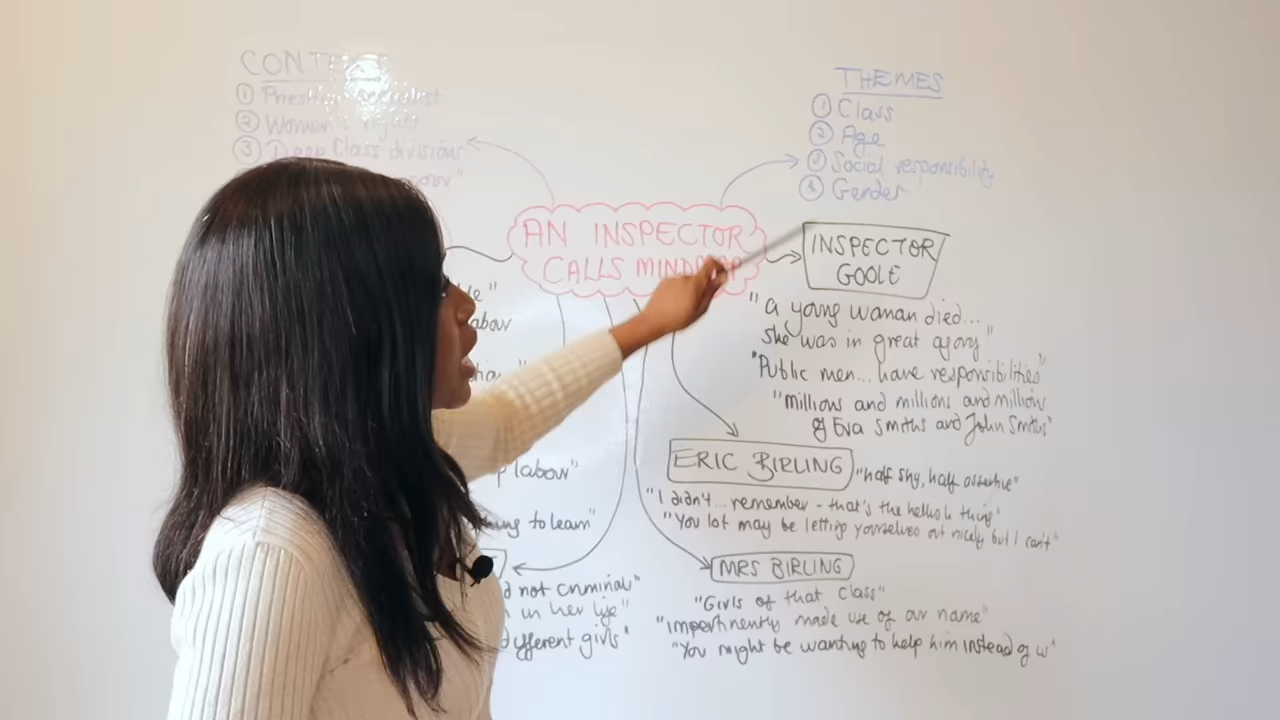 CONTEXT
① Priestley socialist
② Women's rights
③ Deep Class divisions
poor"
THEMES
① Class
② Age
③ Social responsibility
④ Gender
AN INSPECTOR
CALLS MINDMAP
INSPECTOR
GOOLE
"a young woman died...
she was in great agony"
"Public men... have responsibilities"
"millions and millions and millions
of Eva Smiths and John Smiths"
labour
labour"
to learn"
not criminal"
in her life"
different girls"
ERIC BIRLING
"half shy, half assertive"
"I didn't... remember - that's the hellish thing"
"You lot may be letting yourselves out nicely but I can't"
MRS BIRLING
"Girls of that class"
"impertinently made use of our name"
"You might be wanting to help him instead of us"